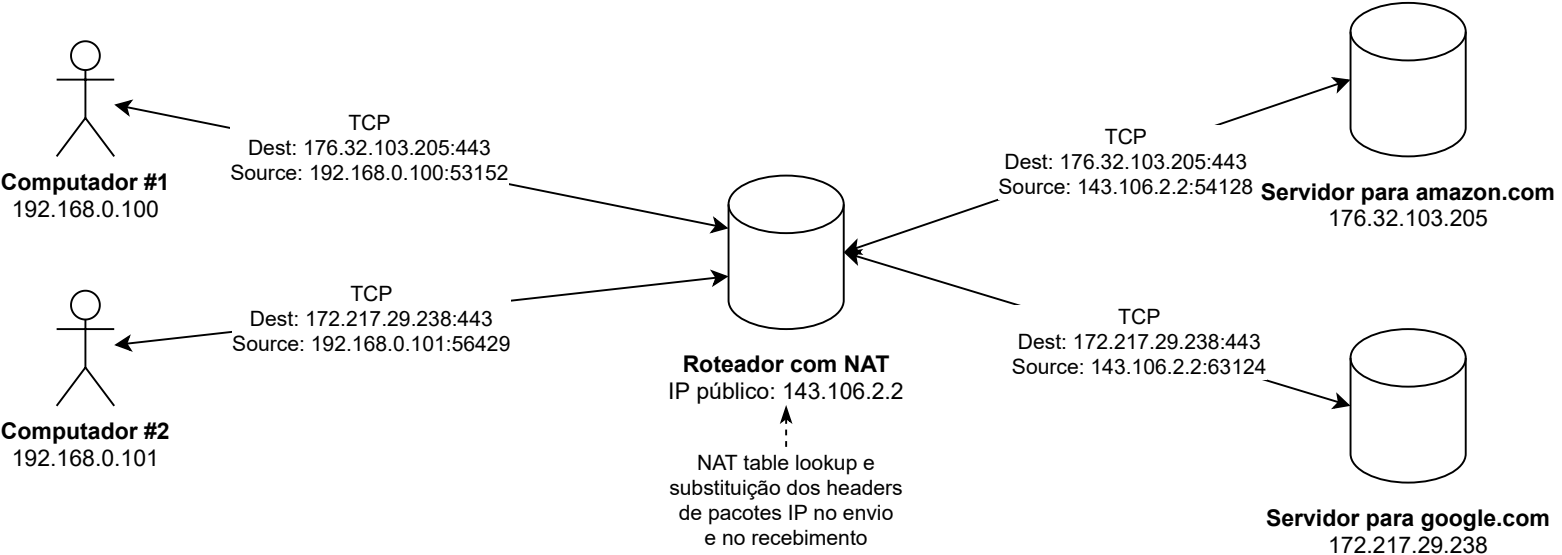 Computador #1
192.168.0.100
TCP
Dest: 176.32.103.205:443
Source: 192.168.0.100:53152
Computador #2
192.168.0.101
TCP
Dest: 172.217.29.238:443
Source: 192.168.0.101:56429
Roteador com NAT
IP público: 143.106.2.2
NAT table lookup e
substituição dos headers
de pacotes IP no envio
e no recebimento
TCP
Dest: 176.32.103.205:443
Source: 143.106.2.2:54128
Servidor para amazon.com
176.32.103.205
TCP
Dest: 172.217.29.238:443
Source: 143.106.2.2:63124
Servidor para google.com
172.217.29.238